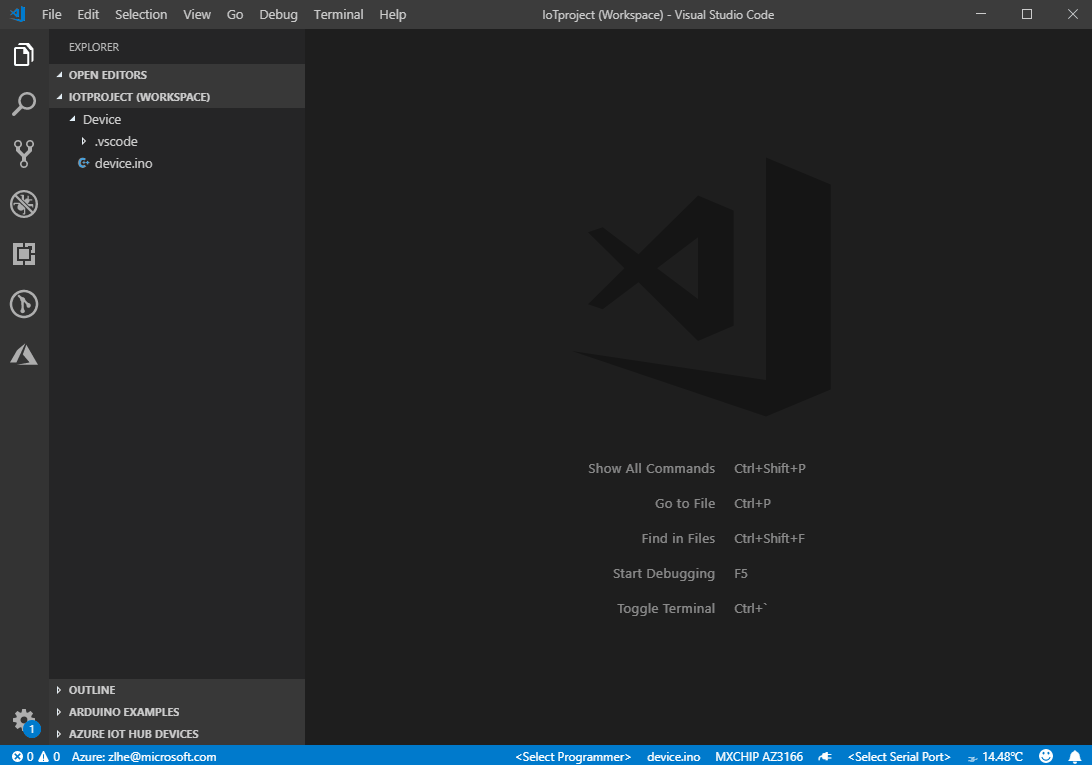 File Edit Selection View Go Debug Terminal Help IoTproject (Workspace) - Visual Studio Code
EXPLORER
OPEN EDITORS
IOTPROJECT (WORKSPACE)
Device
.vscode
device.ino
Show All Commands Ctrl+Shift+P
Go to File Ctrl+P
Find in Files Ctrl+Shift+F
Start Debugging F5
Toggle Terminal Ctrl+`
OUTLINE
ARDUINO EXAMPLES
AZURE IOT HUB DEVICES
1
0 0 Azure: zlhe@microsoft.com <Select Programmer> device.ino MXCHIP AZ3166 <Select Serial Port> 14.48℃